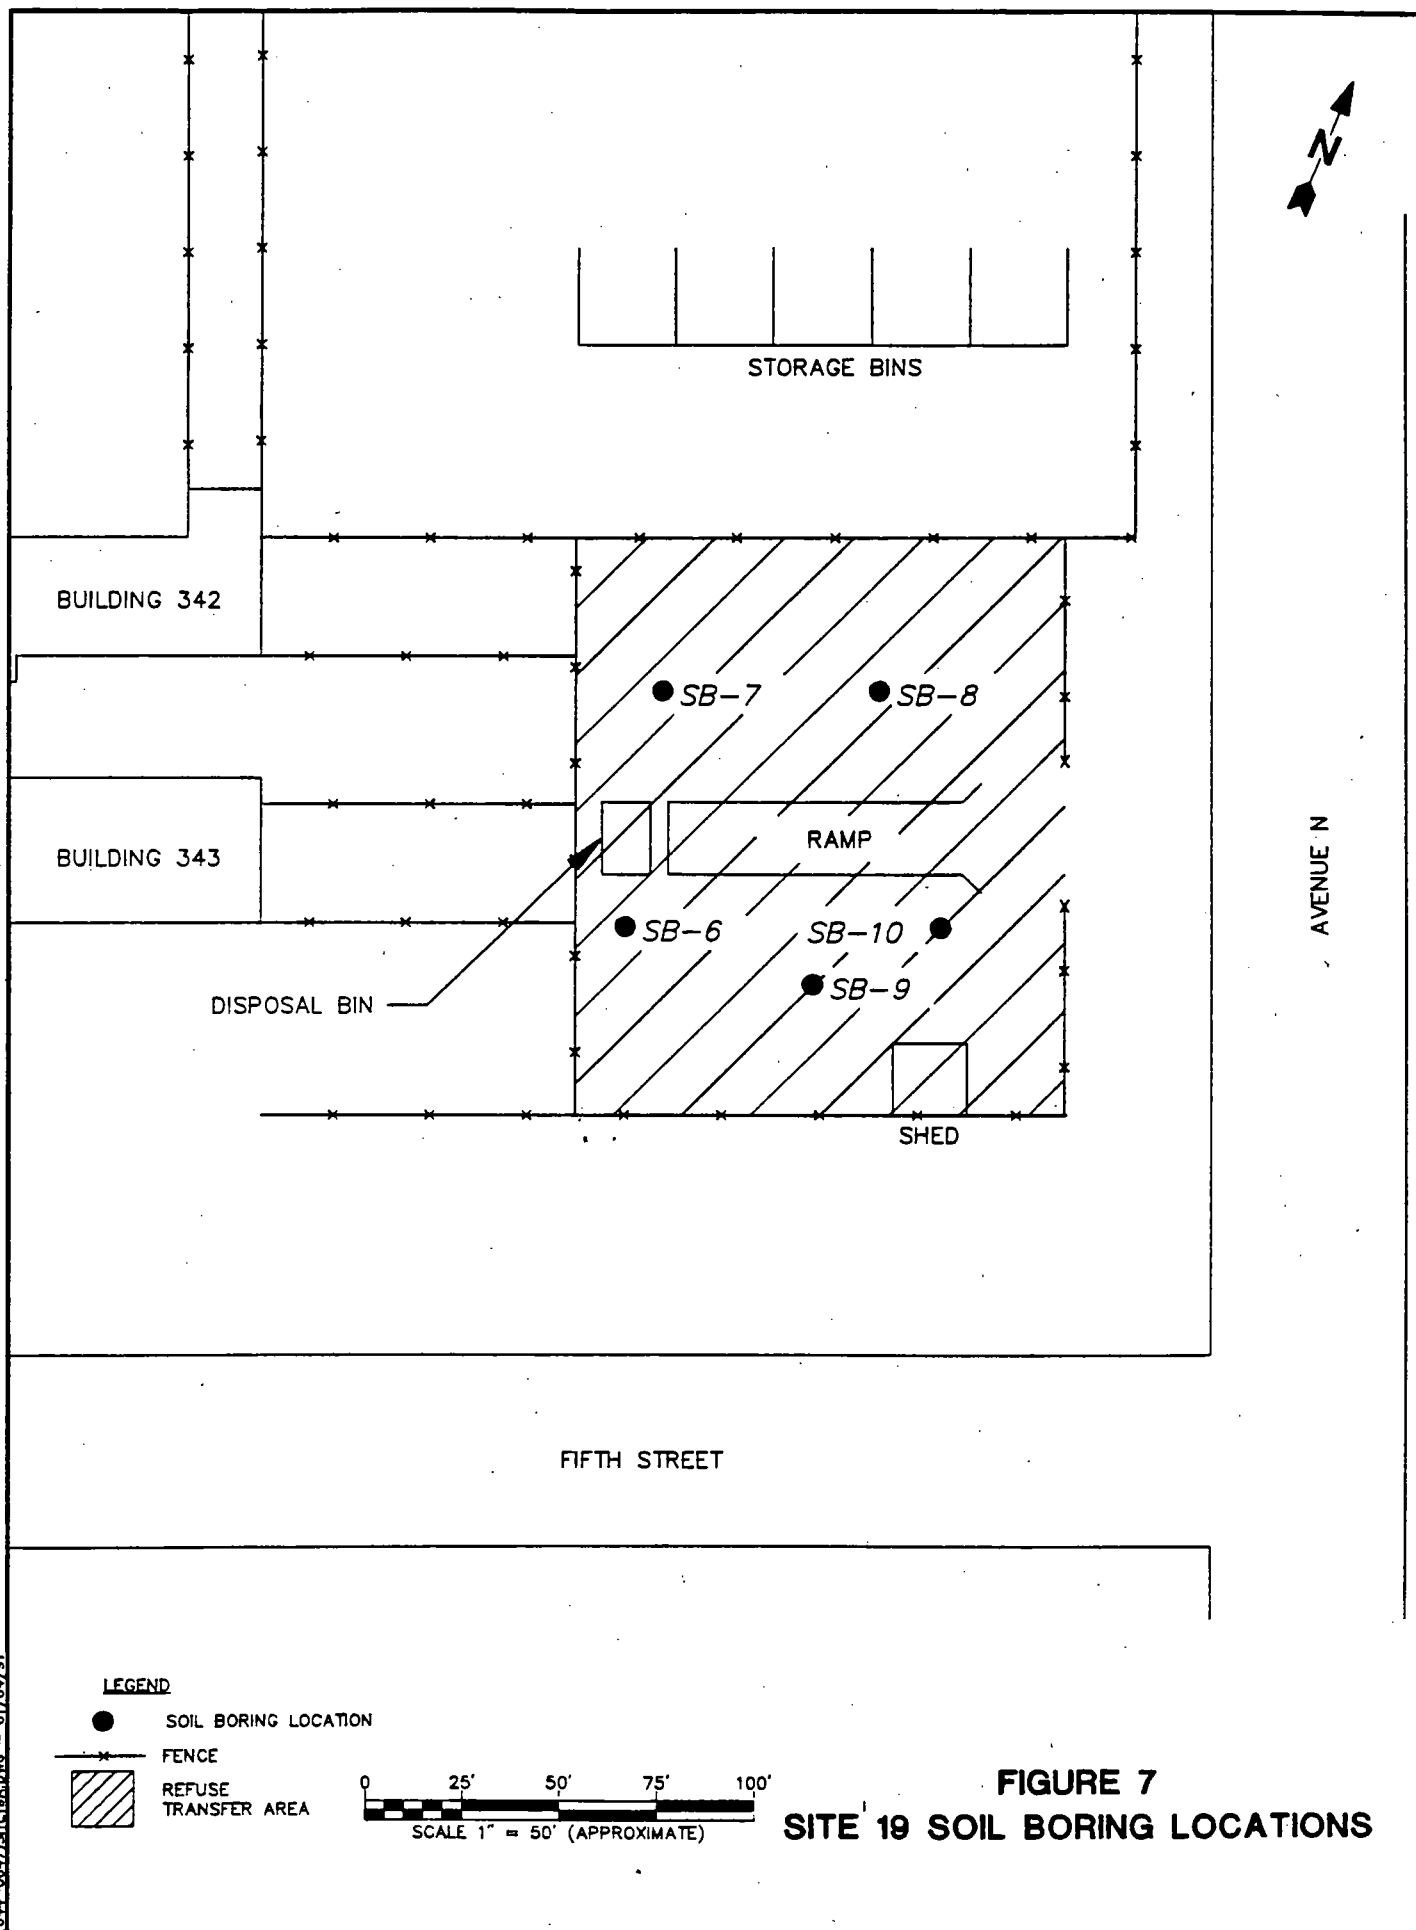 N
STORAGE BINS
BUILDING 342
SB-7
SB-8
RAMP
BUILDING 343
AVENUE N
SB-6
SB-10
SB-9
DISPOSAL BIN
SHED
FIFTH STREET
LEGEND
SOIL BORING LOCATION
FENCE
REFUSE
TRANSFER AREA
0 25' 50' 75' 100'
SCALE 1" = 50' (APPROXIMATE)
FIGURE 7
SITE 19 SOIL BORING LOCATIONS